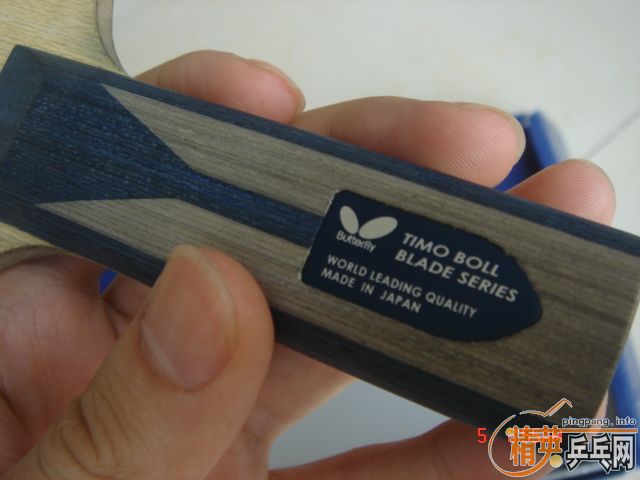 Butterfly
TIMO BOLL
BLADE SERIES
WORLD LEADING QUALITY
MADE IN JAPAN
pingpang.info
精英乒乓网
5